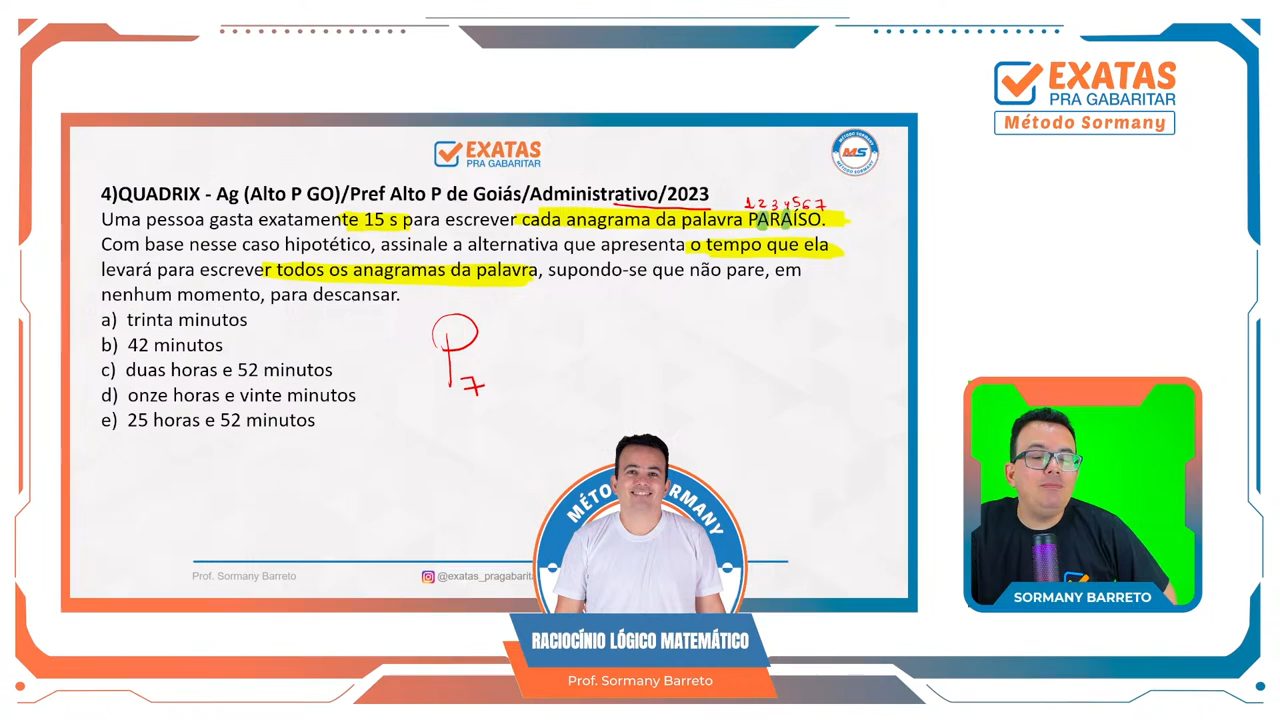 EXATAS
PRA GABARITAR
Método Sormany
EXATAS
PRA GABARITAR
MÉTODO SORMANY
MS
MÉTODO SORMANY
4)QUADRIX - Ag (Alto P GO)/Pref Alto P de Goiás/Administrativo/2023
1 2 3 4 5 6 7
Uma pessoa gasta exatamente 15 s para escrever cada anagrama da palavra PARAÍSO.
Com base nesse caso hipotético, assinale a alternativa que apresenta o tempo que ela
levará para escrever todos os anagramas da palavra, supondo-se que não pare, em
nenhum momento, para descansar.
a) trinta minutos
b) 42 minutos
c) duas horas e 52 minutos
d) onze horas e vinte minutos
e) 25 horas e 52 minutos
P7
Prof. Sormany Barreto
@exatas_pragabarita
SORMANY BARRETO
RACIOCÍNIO LÓGICO MATEMÁTICO
Prof. Sormany Barreto